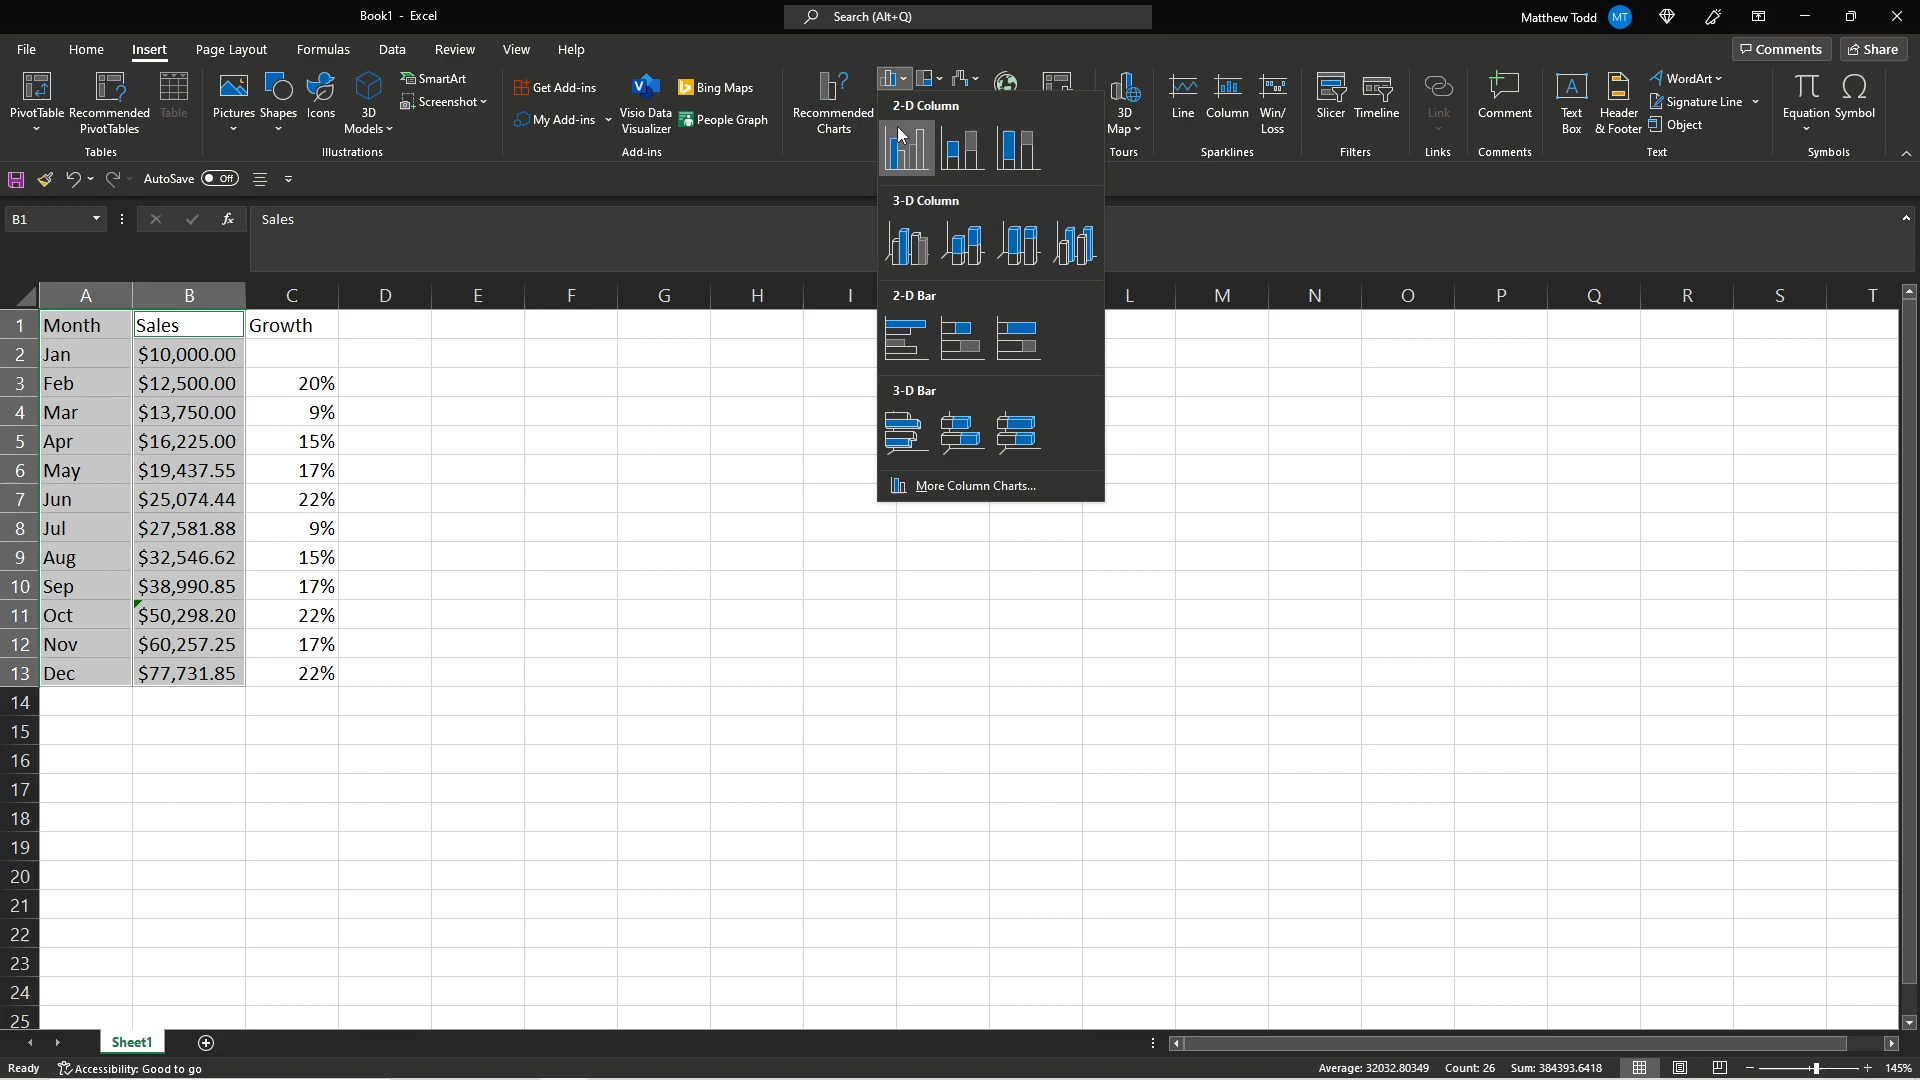 Book1 - Excel
Search (Alt+Q)
Matthew Todd
MT
File Home Insert Page Layout Formulas Data Review View Help
Comments
Share
PivotTable
Recommended PivotTables
Table
Tables
Pictures
Shapes
Icons
3D Models
SmartArt
Screenshot
Illustrations
Get Add-ins
My Add-ins
Visio Data Visualizer
Bing Maps
People Graph
Add-ins
Recommended Charts
3D Map
Tours
Line
Column
Win/ Loss
Sparklines
Slicer
Timeline
Filters
Link
Links
Comment
Comments
Text Box
Header & Footer
WordArt
Signature Line
Object
Text
Equation
Symbol
Symbols
AutoSave Off
2-D Column
3-D Column
2-D Bar
3-D Bar
More Column Charts...
B1
fx
Sales
A B C D E F G H I L M N O P Q R S T
1 Month Sales Growth
2 Jan $10,000.00
3 Feb $12,500.00 20%
4 Mar $13,750.00 9%
5 Apr $16,225.00 15%
6 May $19,437.55 17%
7 Jun $25,074.44 22%
8 Jul $27,581.88 9%
9 Aug $32,546.62 15%
10 Sep $38,990.85 17%
11 Oct $50,298.20 22%
12 Nov $60,257.25 17%
13 Dec $77,731.85 22%
14
15
16
17
18
19
20
21
22
23
24
25
Sheet1
Ready
Accessibility: Good to go
Average: 32032.80349 Count: 26 Sum: 384393.6418
145%